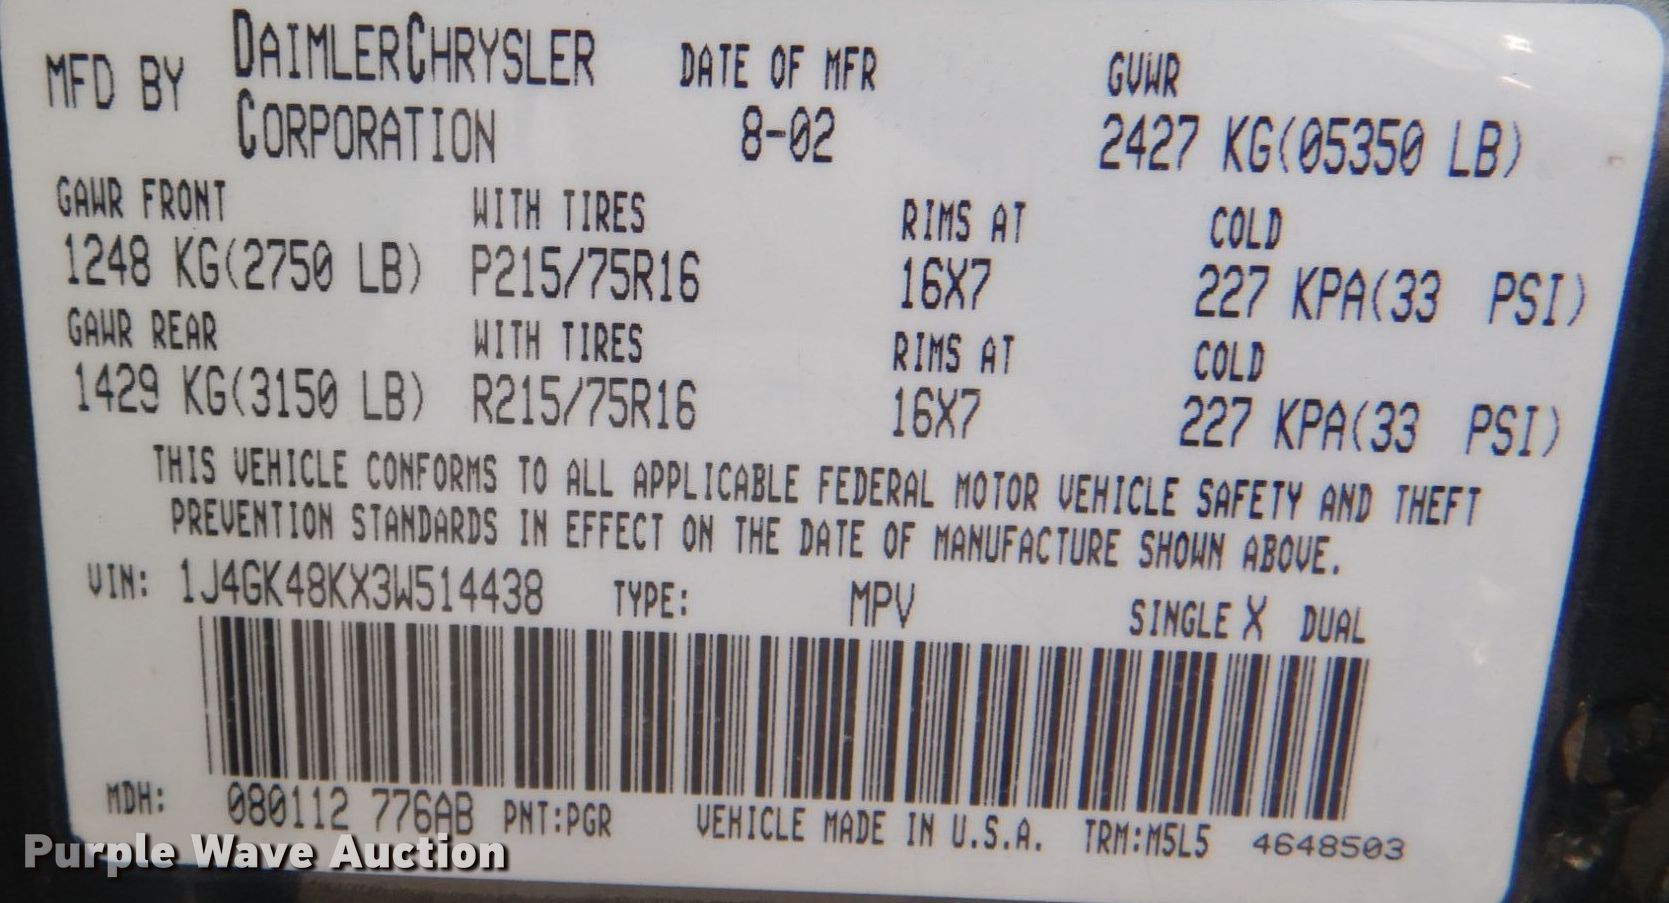 MFD BY DAIMLERCHRYSLER CORPORATION DATE OF MFR 8-02 GVWR 2427 KG(05350 LB)
GAWR FRONT WITH TIRES RIMS AT COLD
1248 KG(2750 LB) P215/75R16 16X7 227 KPA(33 PSI)
GAWR REAR WITH TIRES RIMS AT COLD
1429 KG(3150 LB) R215/75R16 16X7 227 KPA(33 PSI)
THIS VEHICLE CONFORMS TO ALL APPLICABLE FEDERAL MOTOR VEHICLE SAFETY AND THEFT
PREVENTION STANDARDS IN EFFECT ON THE DATE OF MANUFACTURE SHOWN ABOVE.
VIN: 1J4GK48KX3W514438 TYPE: MPV SINGLE X DUAL
MDH: 080112 776AB PNT:PGR VEHICLE MADE IN U.S.A. TRM:M5L5 4648503
Purple Wave Auction